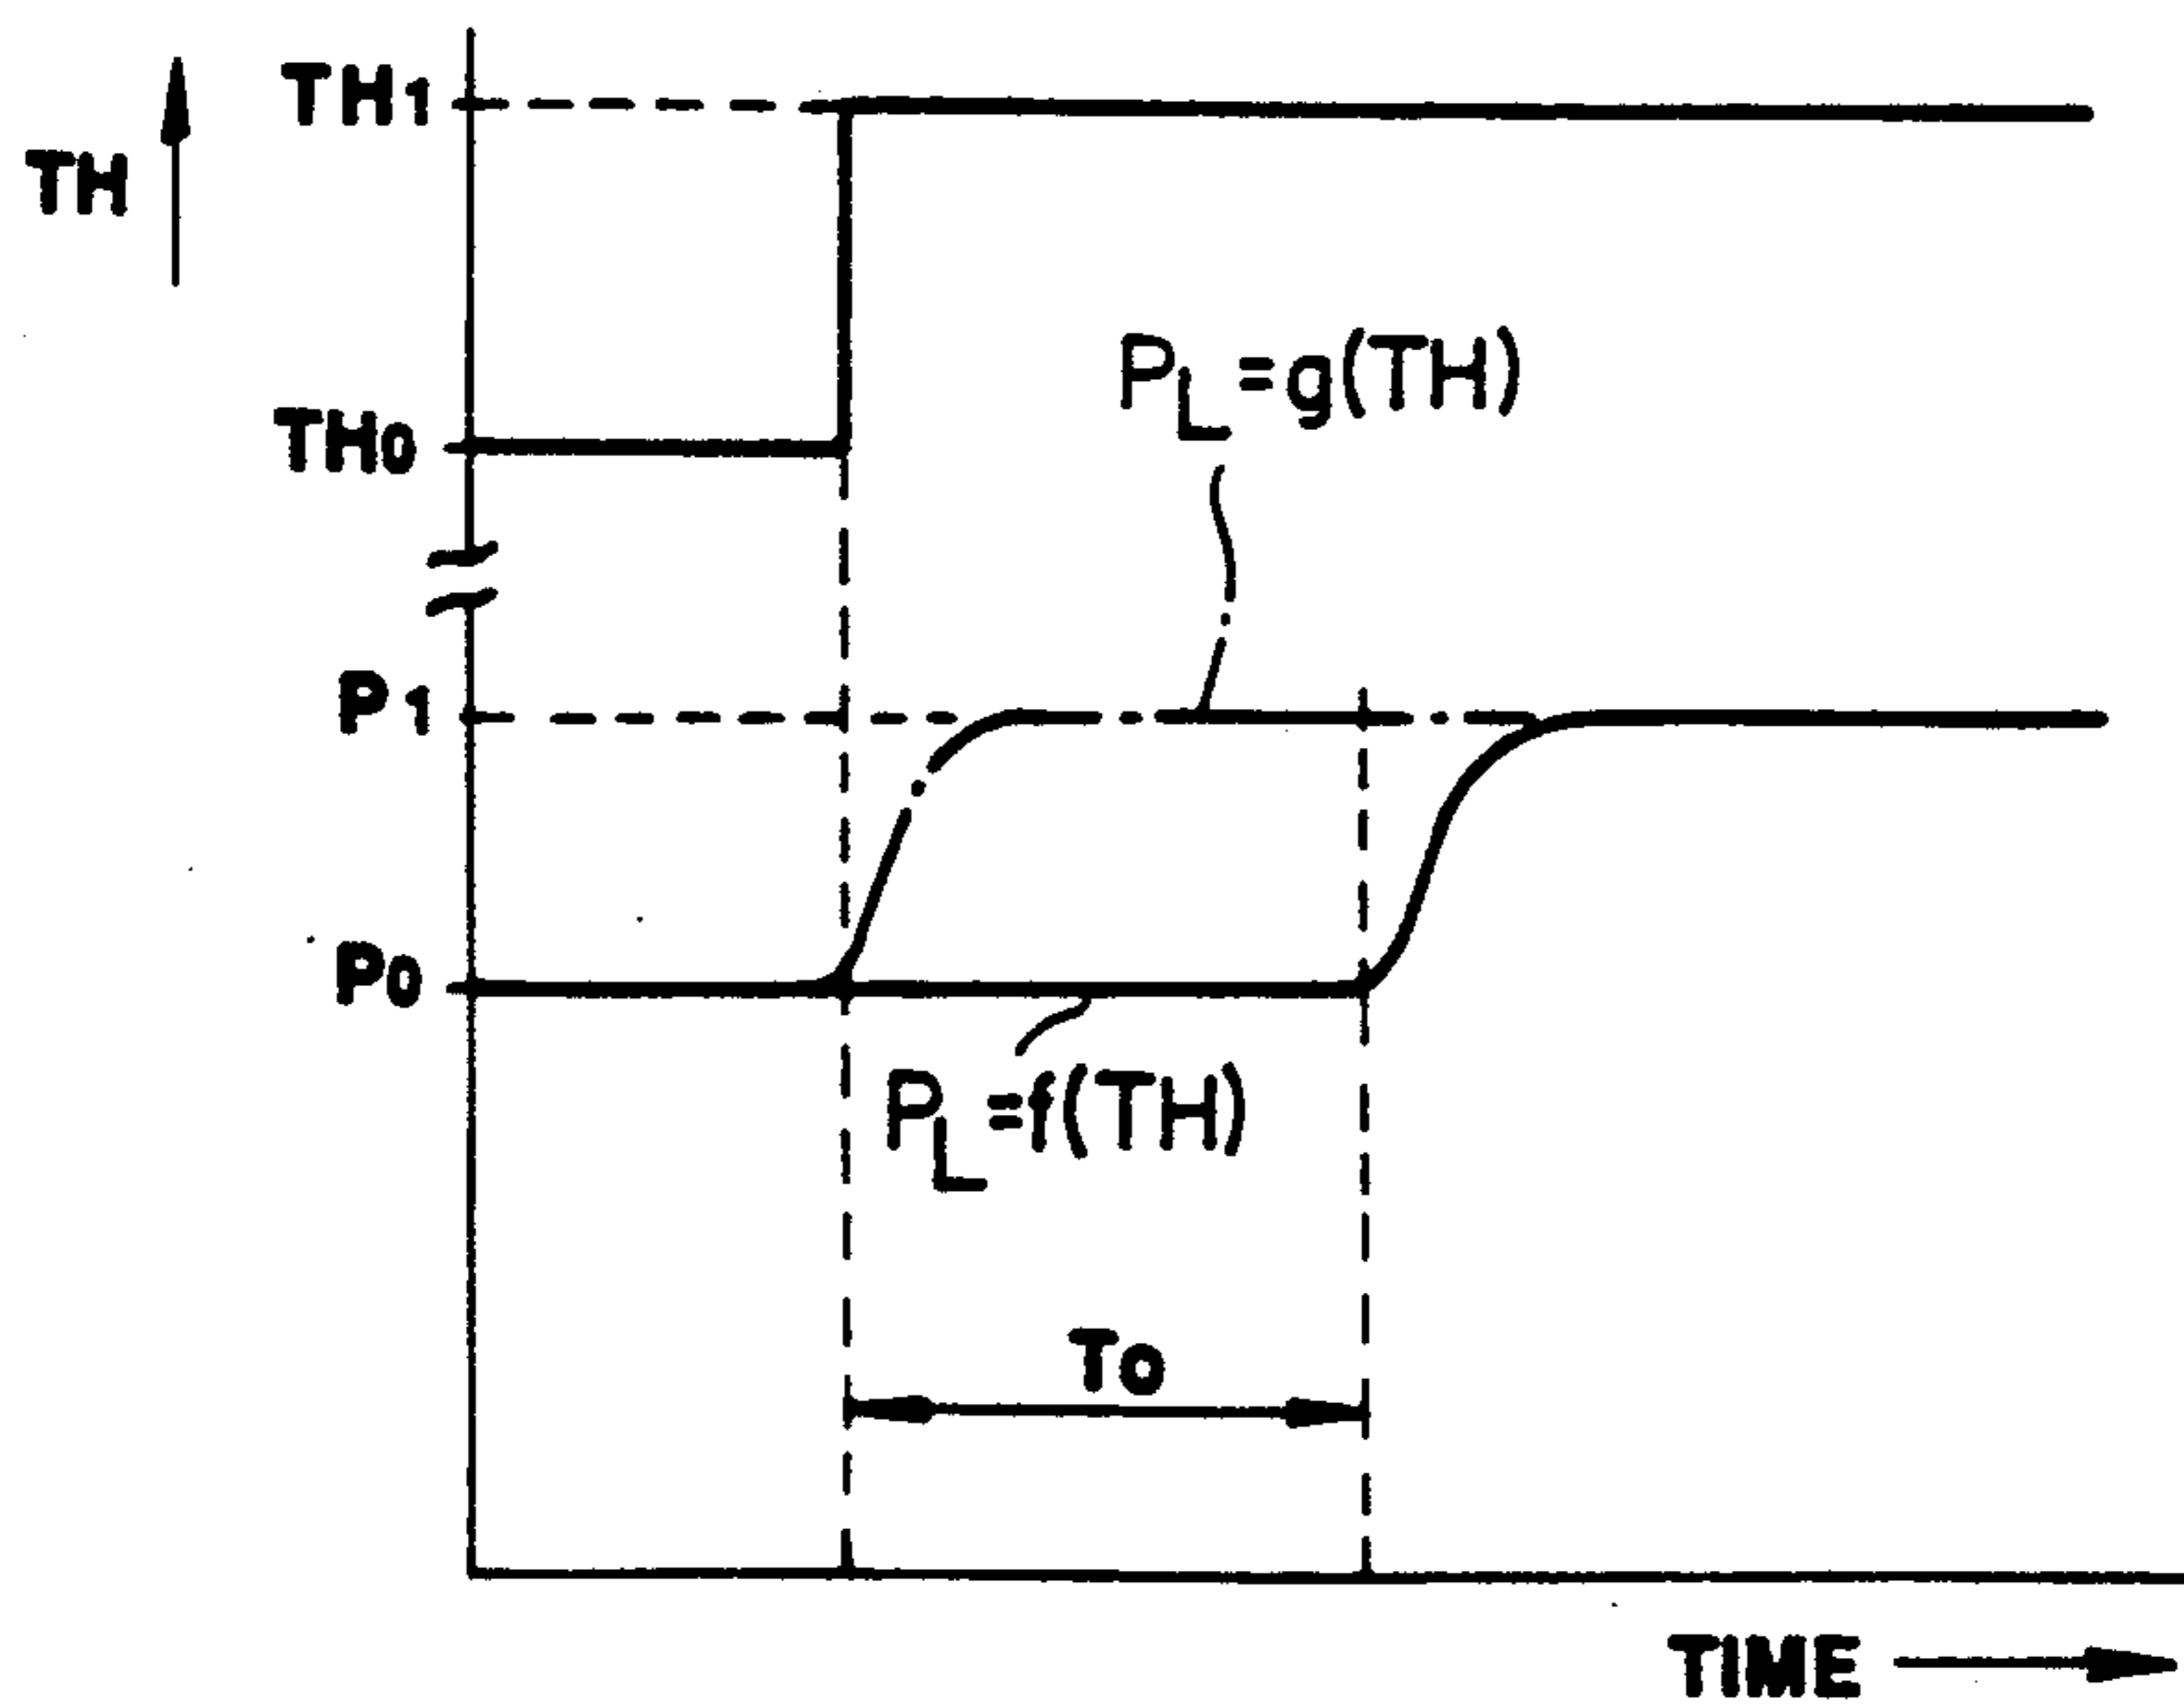 TH1
TH
PL=g(TH)
TH0
P1
P0
PL=f(TH)
To
TIME